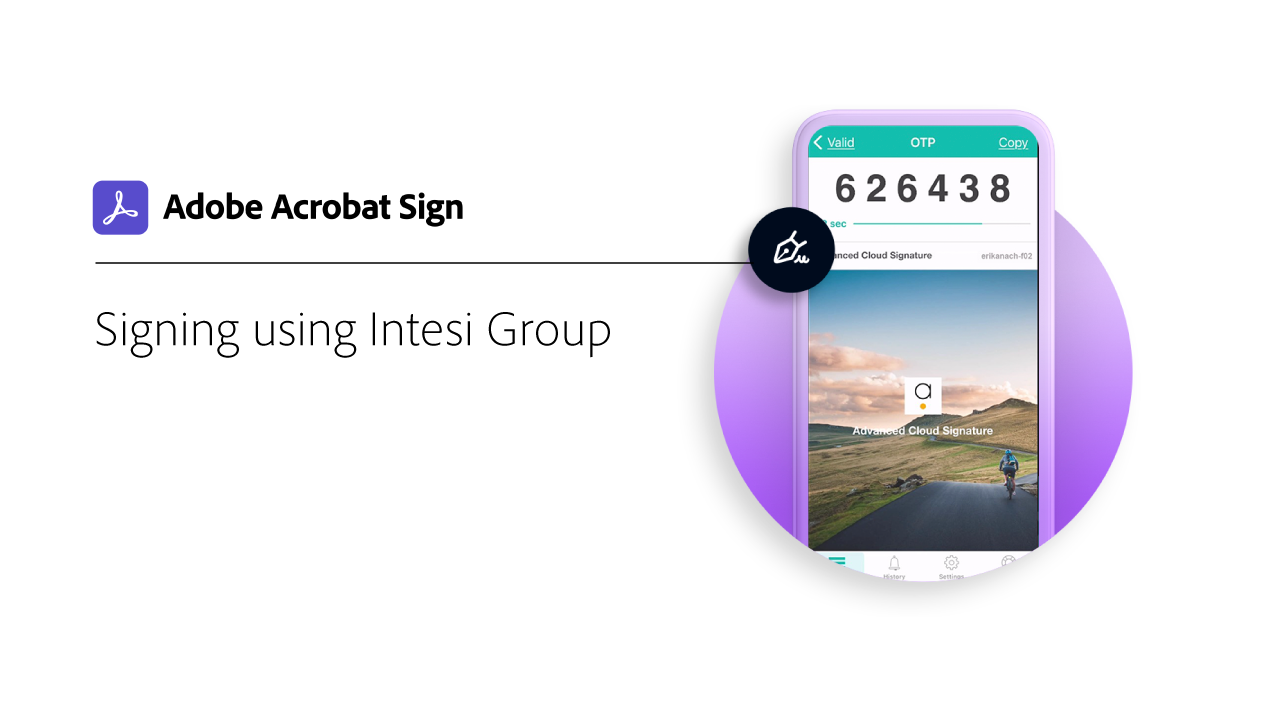 Adobe Acrobat Sign
Signing using Intesi Group
Valid OTP Copy
626438
sec
Cloud Signature erikanach-f02
Advanced Cloud Signature
History Settings